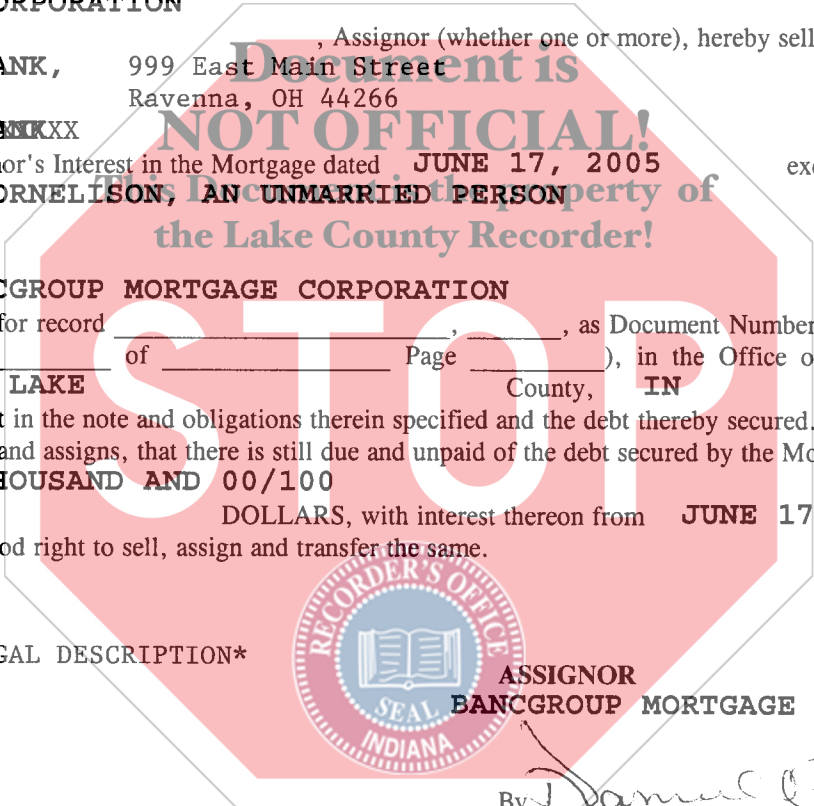 ORPORATION
, Assignor (whether one or more), hereby sell
ANK, 999 East Main Street
Ravenna, OH 44266
Document is
XX
NOT OFFICIAL!
or's Interest in the Mortgage dated JUNE 17, 2005 exe
ORNELISON, AN UNMARRIED PERSON
This Document is the property of
the Lake County Recorder!
CGROUP MORTGAGE CORPORATION
for record , , as Document Number
of Page ), in the Office o
LAKE County, IN
t in the note and obligations therein specified and the debt thereby secured.
and assigns, that there is still due and unpaid of the debt secured by the Mo
HOUSAND AND 00/100
DOLLARS, with interest thereon from JUNE 17
od right to sell, assign and transfer the same.
STOP
RECORDER'S OFFICE
SEAL
INDIANA
GAL DESCRIPTION*
ASSIGNOR
BANCGROUP MORTGAGE
By